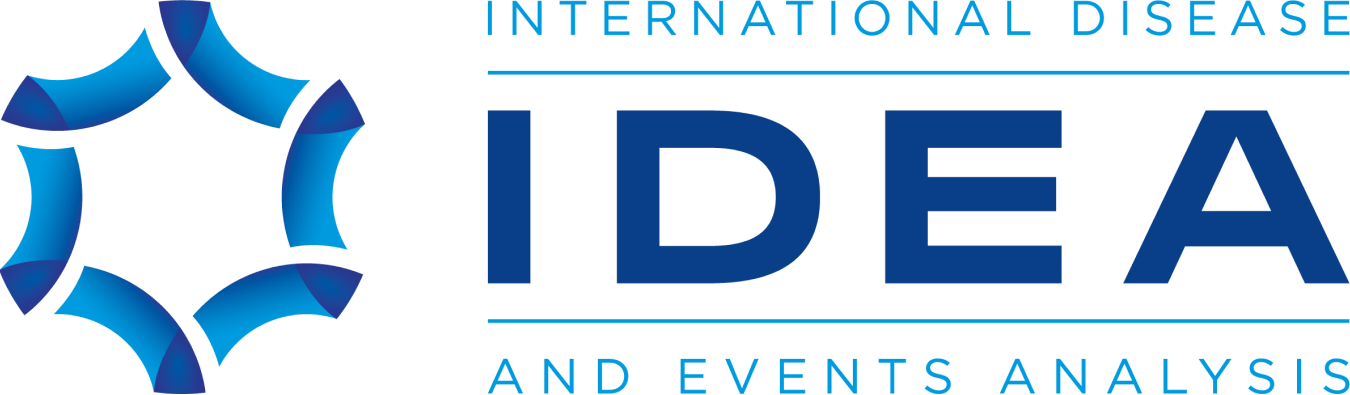 INTERNATIONAL DISEASE
IDEA
AND EVENTS ANALYSIS